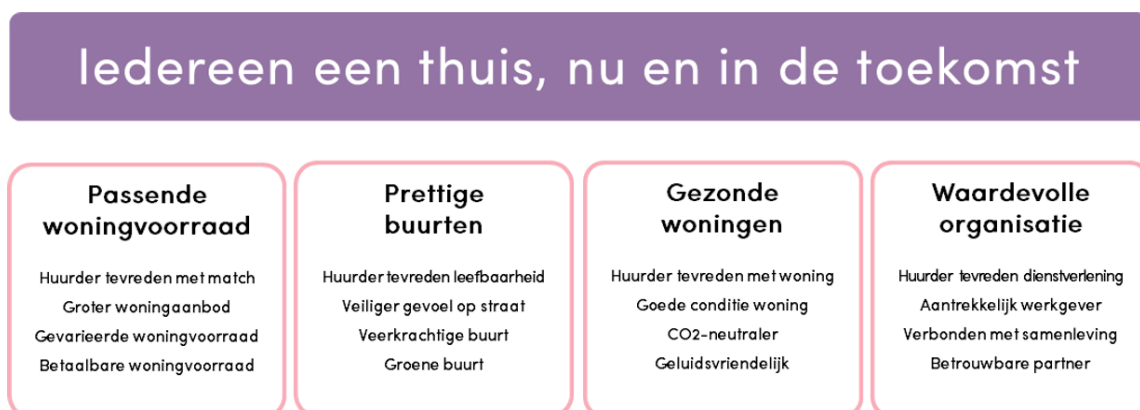 Iedereen een thuis, nu en in de toekomst
Passende
woningvoorraad
Huurder tevreden met match
Groter woningaanbod
Gevarieerde woningvoorraad
Betaalbare woningvoorraad
Prettige
buurten
Huurder tevreden leefbaarheid
Veiliger gevoel op straat
Veerkrachtige buurt
Groene buurt
Gezonde
woningen
Huurder tevreden met woning
Goede conditie woning
CO2-neutraler
Geluidsvriendelijk
Waardevolle
organisatie
Huurder tevreden dienstverlening
Aantrekkelijk werkgever
Verbonden met samenleving
Betrouwbare partner